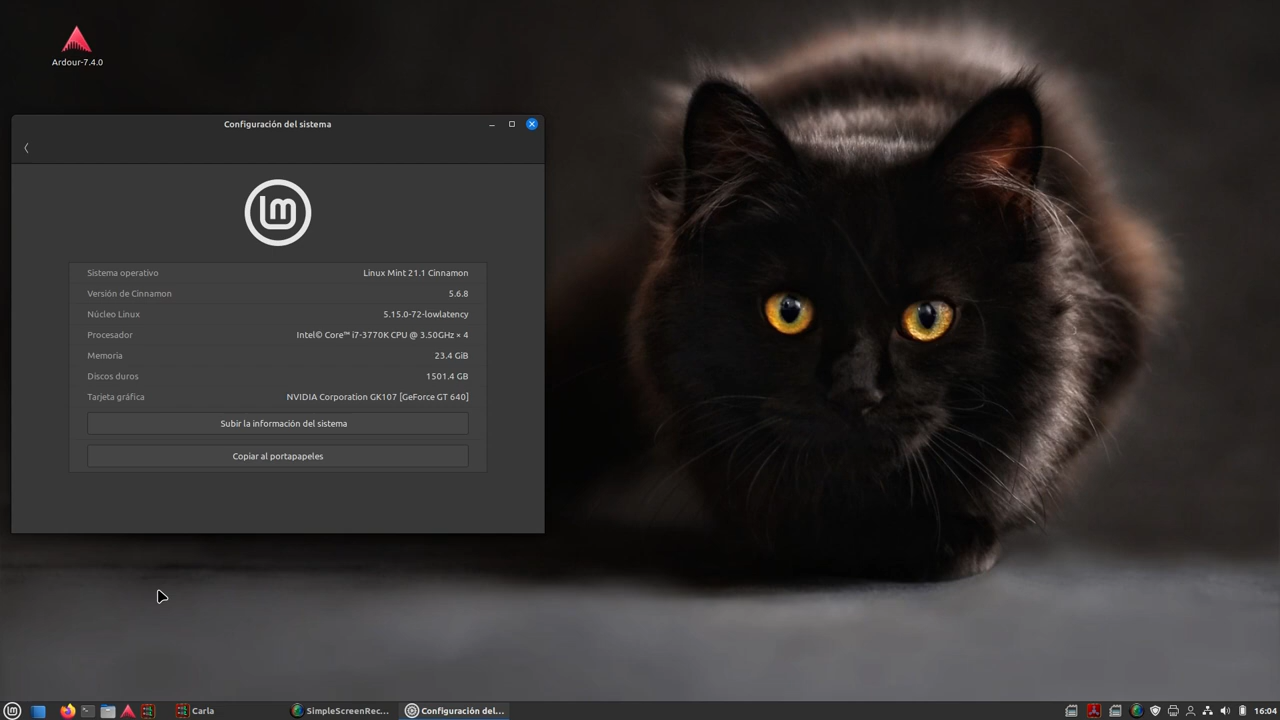 Ardour-7.4.0
Configuración del sistema
Sistema operativo Linux Mint 21.1 Cinnamon
Versión de Cinnamon 5.6.8
Núcleo Linux 5.15.0-72-lowlatency
Procesador Intel© Core™ i7-3770K CPU @ 3.50GHz × 4
Memoria 23.4 GiB
Discos duros 1501.4 GB
Tarjeta gráfica NVIDIA Corporation GK107 [GeForce GT 640]
Subir la información del sistema
Copiar al portapapeles
Carla SimpleScreenRec... Configuración del... 16:04